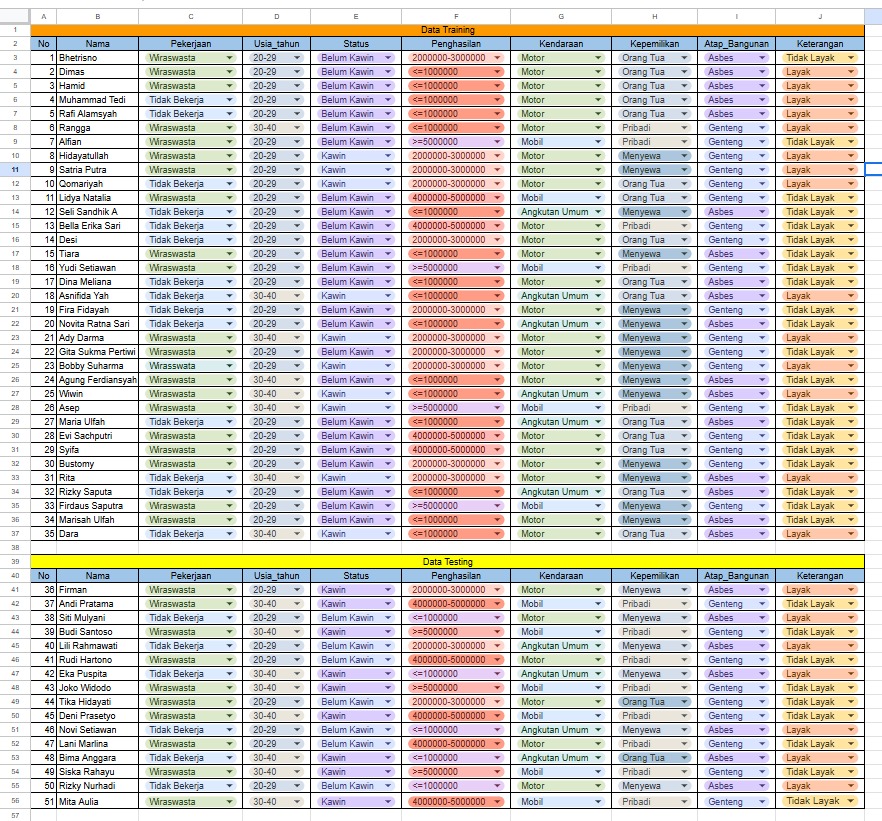 A B C D E F G H I J
1 Data Training
2 No Nama Pekerjaan Usia_tahun Status Penghasilan Kendaraan Kepemilikan Atap_Bangunan Keterangan
3 1 Bhetrisno Wiraswasta 20-29 Belum Kawin 2000000-3000000 Motor Orang Tua Asbes Tidak Layak
4 2 Dimas Wiraswasta 20-29 Belum Kawin <=1000000 Motor Orang Tua Asbes Layak
5 3 Hamid Wiraswasta 20-29 Belum Kawin <=1000000 Motor Orang Tua Asbes Layak
6 4 Muhammad Tedi Tidak Bekerja 20-29 Belum Kawin <=1000000 Motor Orang Tua Asbes Layak
7 5 Rafi Alamsyah Tidak Bekerja 20-29 Belum Kawin <=1000000 Motor Orang Tua Asbes Layak
8 6 Rangga Wiraswasta 30-40 Belum Kawin <=1000000 Motor Pribadi Genteng Layak
9 7 Alfian Wiraswasta 20-29 Belum Kawin >=5000000 Mobil Pribadi Genteng Tidak Layak
10 8 Hidayatullah Wiraswasta 20-29 Kawin 2000000-3000000 Motor Menyewa Genteng Layak
11 9 Satria Putra Wiraswasta 20-29 Kawin 2000000-3000000 Motor Menyewa Genteng Layak
12 10 Qomariyah Tidak Bekerja 20-29 Kawin 2000000-3000000 Motor Orang Tua Genteng Layak
13 11 Lidya Natalia Wiraswasta 20-29 Belum Kawin 4000000-5000000 Mobil Orang Tua Genteng Tidak Layak
14 12 Seli Sandhik A Tidak Bekerja 20-29 Belum Kawin <=1000000 Angkutan Umum Menyewa Asbes Tidak Layak
15 13 Bella Erika Sari Tidak Bekerja 20-29 Belum Kawin 4000000-5000000 Motor Pribadi Genteng Tidak Layak
16 14 Desi Tidak Bekerja 20-29 Belum Kawin 2000000-3000000 Motor Orang Tua Genteng Tidak Layak
17 15 Tiara Wiraswasta 20-29 Belum Kawin <=1000000 Motor Menyewa Asbes Tidak Layak
18 16 Yudi Setiawan Wiraswasta 20-29 Belum Kawin >=5000000 Mobil Pribadi Genteng Tidak Layak
19 17 Dina Meliana Tidak Bekerja 20-29 Belum Kawin <=1000000 Motor Orang Tua Genteng Tidak Layak
20 18 Asnifida Yah Tidak Bekerja 30-40 Kawin <=1000000 Angkutan Umum Orang Tua Asbes Layak
21 19 Fira Fidayah Tidak Bekerja 20-29 Belum Kawin 2000000-3000000 Motor Menyewa Genteng Tidak Layak
22 20 Novita Ratna Sari Tidak Bekerja 20-29 Belum Kawin <=1000000 Angkutan Umum Menyewa Asbes Tidak Layak
23 21 Ady Darma Wiraswasta 30-40 Kawin 2000000-3000000 Motor Menyewa Genteng Tidak Layak
24 22 Gita Sukma Pertiwi Wiraswasta 20-29 Belum Kawin 2000000-3000000 Motor Menyewa Genteng Tidak Layak
25 23 Bobby Suharma Wirasswata 20-29 Kawin 2000000-3000000 Motor Menyewa Genteng Tidak Layak
26 24 Agung Ferdiansyah Wiraswasta 30-40 Belum Kawin <=1000000 Motor Menyewa Asbes Tidak Layak
27 25 Wiwin Wiraswasta 30-40 Kawin <=1000000 Angkutan Umum Menyewa Asbes Layak
28 26 Asep Wiraswasta 30-40 Kawin >=5000000 Mobil Pribadi Genteng Tidak Layak
29 27 Maria Ulfah Tidak Bekerja 20-29 Belum Kawin <=1000000 Angkutan Umum Orang Tua Asbes Tidak Layak
30 28 Evi Sachputri Wiraswasta 20-29 Belum Kawin 4000000-5000000 Motor Orang Tua Genteng Tidak Layak
31 29 Syifa Wiraswasta 20-29 Belum Kawin 4000000-5000000 Motor Orang Tua Genteng Tidak Layak
32 30 Bustomy Wiraswasta 20-29 Belum Kawin 2000000-3000000 Motor Menyewa Genteng Tidak Layak
33 31 Rita Tidak Bekerja 30-40 Kawin 2000000-3000000 Motor Menyewa Asbes Layak
34 32 Rizky Saputa Tidak Bekerja 20-29 Belum Kawin <=1000000 Angkutan Umum Orang Tua Asbes Tidak Layak
35 33 Firdaus Saputra Wiraswasta 20-29 Belum Kawin >=5000000 Mobil Menyewa Genteng Tidak Layak
36 34 Marisah Ulfah Wiraswasta 20-29 Belum Kawin <=1000000 Motor Menyewa Asbes Tidak Layak
37 35 Dara Tidak Bekerja 30-40 Kawin <=1000000 Motor Orang Tua Asbes Layak
38
39 Data Testing
40 No Nama Pekerjaan Usia_tahun Status Penghasilan Kendaraan Kepemilikan Atap_Bangunan Keterangan
41 36 Firman Wiraswasta 20-29 Kawin 2000000-3000000 Motor Menyewa Asbes Layak
42 37 Andi Pratama Wiraswasta 30-40 Kawin 4000000-5000000 Mobil Pribadi Genteng Tidak Layak
43 38 Siti Mulyani Tidak Bekerja 20-29 Belum Kawin <=1000000 Motor Menyewa Asbes Layak
44 39 Budi Santoso Wiraswasta 30-40 Kawin >=5000000 Mobil Pribadi Genteng Tidak Layak
45 40 Lili Rahmawati Tidak Bekerja 20-29 Belum Kawin 2000000-3000000 Angkutan Umum Pribadi Asbes Tidak Layak
46 41 Rudi Hartono Wiraswasta 20-29 Belum Kawin 4000000-5000000 Motor Pribadi Genteng Tidak Layak
47 42 Eka Puspita Tidak Bekerja 30-40 Kawin <=1000000 Angkutan Umum Menyewa Asbes Tidak Layak
48 43 Joko Widodo Wiraswasta 30-40 Kawin >=5000000 Mobil Pribadi Genteng Tidak Layak
49 44 Tika Hidayati Wiraswasta 20-29 Belum Kawin 2000000-3000000 Motor Orang Tua Genteng Tidak Layak
50 45 Deni Prasetyo Wiraswasta 30-40 Kawin 4000000-5000000 Mobil Pribadi Genteng Tidak Layak
51 46 Novi Setiawan Tidak Bekerja 20-29 Belum Kawin <=1000000 Angkutan Umum Menyewa Asbes Layak
52 47 Lani Marlina Wiraswasta 20-29 Belum Kawin 4000000-5000000 Motor Pribadi Genteng Tidak Layak
53 48 Bima Anggara Tidak Bekerja 30-40 Kawin <=1000000 Angkutan Umum Orang Tua Asbes Layak
54 49 Siska Rahayu Wiraswasta 30-40 Kawin >=5000000 Mobil Pribadi Genteng Tidak Layak
55 50 Rizky Nurhadi Tidak Bekerja 20-29 Belum Kawin <=1000000 Motor Menyewa Asbes Layak
56 51 Mita Aulia Wiraswasta 30-40 Kawin 4000000-5000000 Mobil Pribadi Genteng Tidak Layak
57